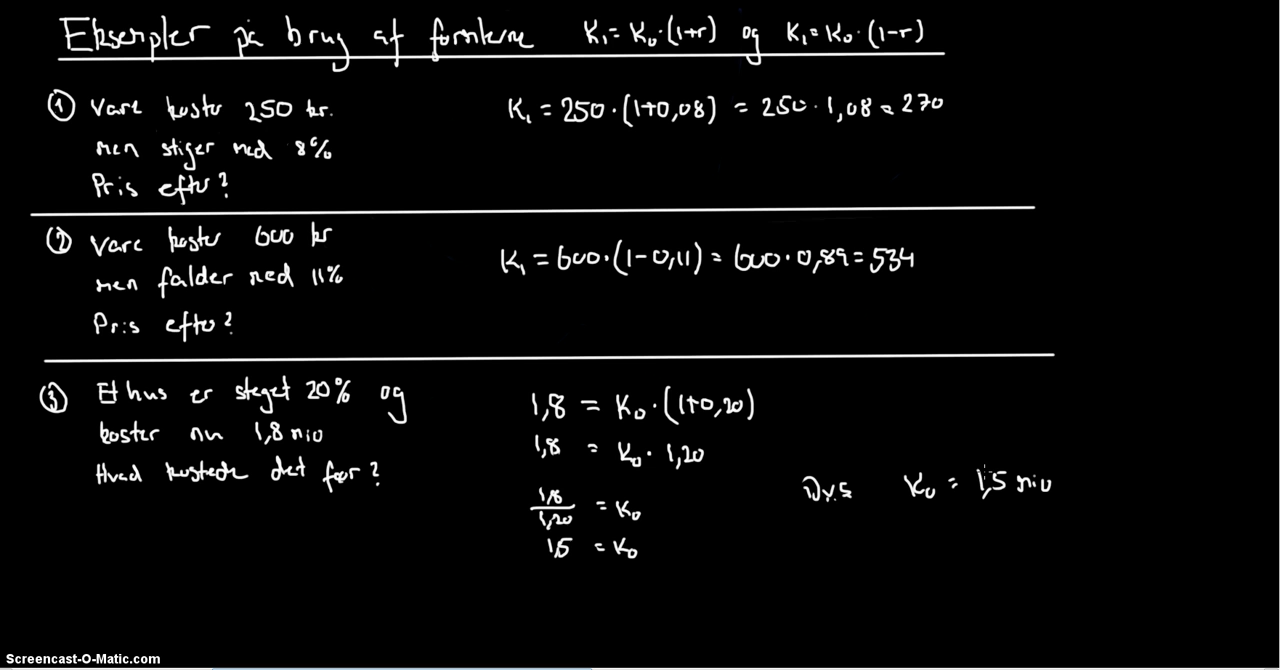 Eksempler på brug af formlerne K₁ = K₀ · (1+r) og K₁ = K₀ · (1-r)
① Vare koster 250 kr. K₁ = 250 · (1+0,08) = 250 · 1,08 = 270
men stiger med 8%
Pris efter?
② Vare koster 600 kr K₁ = 600 · (1-0,11) = 600 · 0,89 = 534
men falder med 11%
Pris efter?
③ Et hus er steget 20% og 1,8 = K₀ · (1+0,20)
koster nu 1,8 mio 1,8 = K₀ · 1,20
Hvad kostede det før? Dvs K₀ = 1,5 mio
1,8/1,20 = K₀
1,5 = K₀
Screencast-O-Matic.com